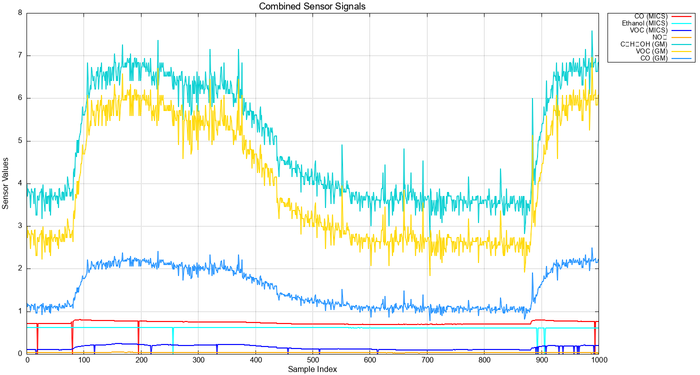 Combined Sensor Signals
CO (MICS)
Ethanol (MICS)
VOC (MICS)
NO□
C□H□OH (GM)
VOC (GM)
CO (GM)
8
7
6
5
4
3
2
1
0
Sensor Values
0 100 200 300 400 500 600 700 800 900 1000
Sample Index